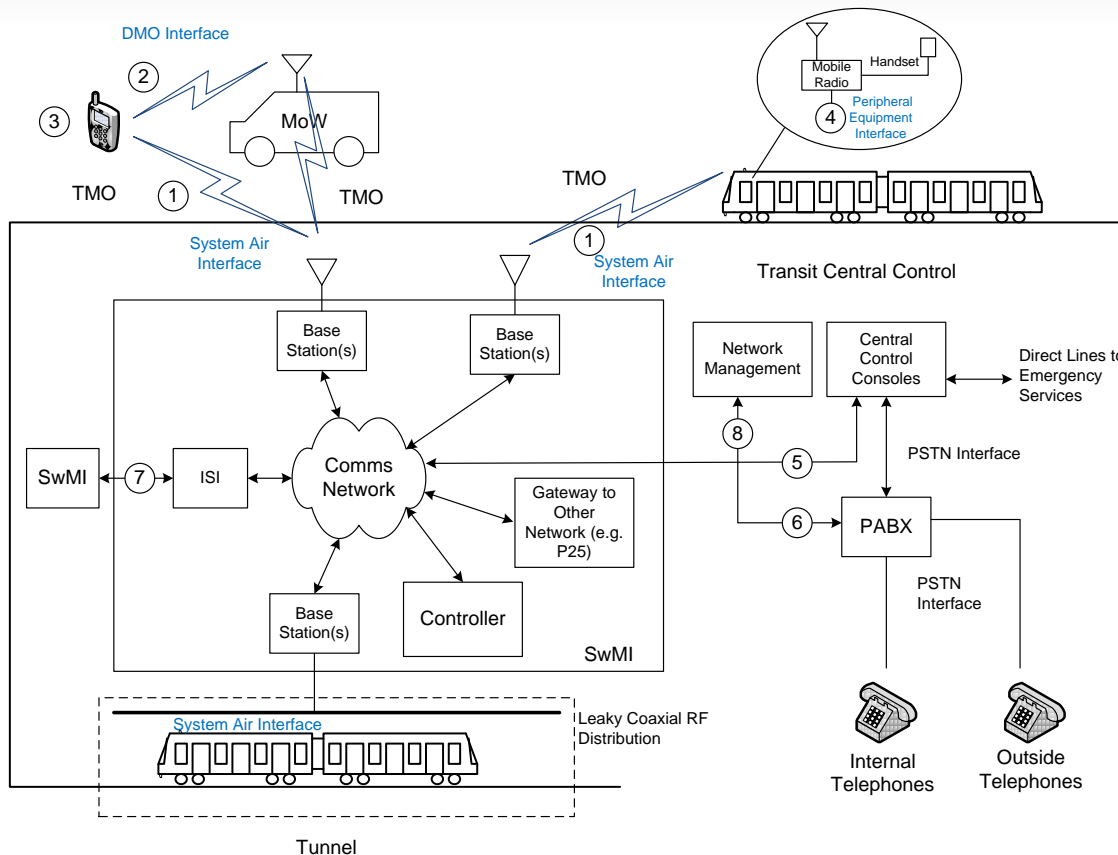 DMO Interface
2
3
MoW
TMO
1
TMO
Mobile
Radio
Handset
4
Peripheral
Equipment
Interface
TMO
1
System Air
Interface
System Air
Interface
Transit Central Control
Base
Station(s)
Base
Station(s)
Network
Management
Central
Control
Consoles
Direct Lines to
Emergency
Services
8
5
PSTN Interface
SwMI
7
ISI
Comms
Network
Gateway to
Other
Network (e.g.
P25)
6
PABX
PSTN
Interface
Base
Station(s)
Controller
SwMI
System Air Interface
Leaky Coaxial RF
Distribution
Internal
Telephones
Outside
Telephones
Tunnel